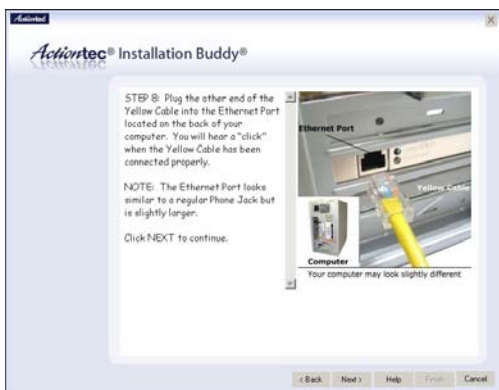 Actiontec
Actiontec® Installation Buddy®
STEP 8: Plug the other end of the
Yellow Cable into the Ethernet Port
located on the back of your
computer. You will hear a "click"
when the Yellow Cable has been
connected properly.
NOTE: The Ethernet Port looks
similar to a regular Phone Jack but
is slightly larger.
Click NEXT to continue.
Ethernet Port
Yellow Cable
Computer
Your computer may look slightly different
< Back
Next >
Help
Finish
Cancel